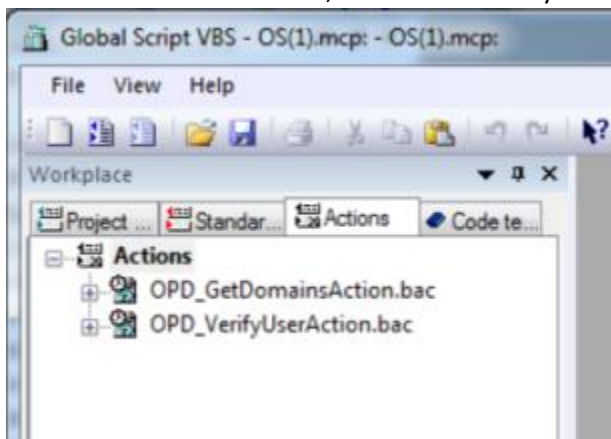 Global Script VBS - OS(1).mcp: - OS(1).mcp:
File View Help
Workplace
Project ... Standar... Actions Code te...
Actions
OPD_GetDomainsAction.bac
OPD_VerifyUserAction.bac